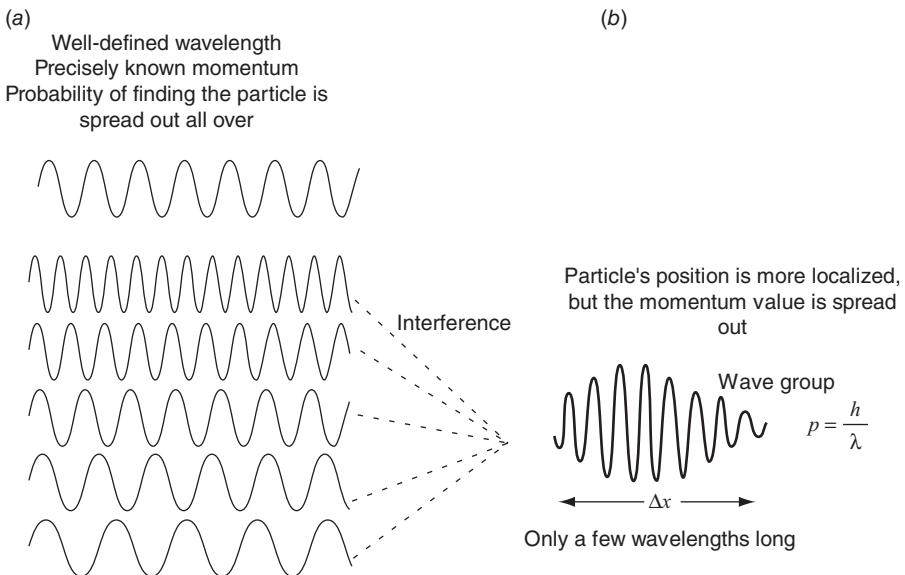 (a)
Well-defined wavelength
Precisely known momentum
Probability of finding the particle is
spread out all over
Interference
(b)
Particle's position is more localized,
but the momentum value is spread
out
Wave group
p = h/λ
Δx
Only a few wavelengths long